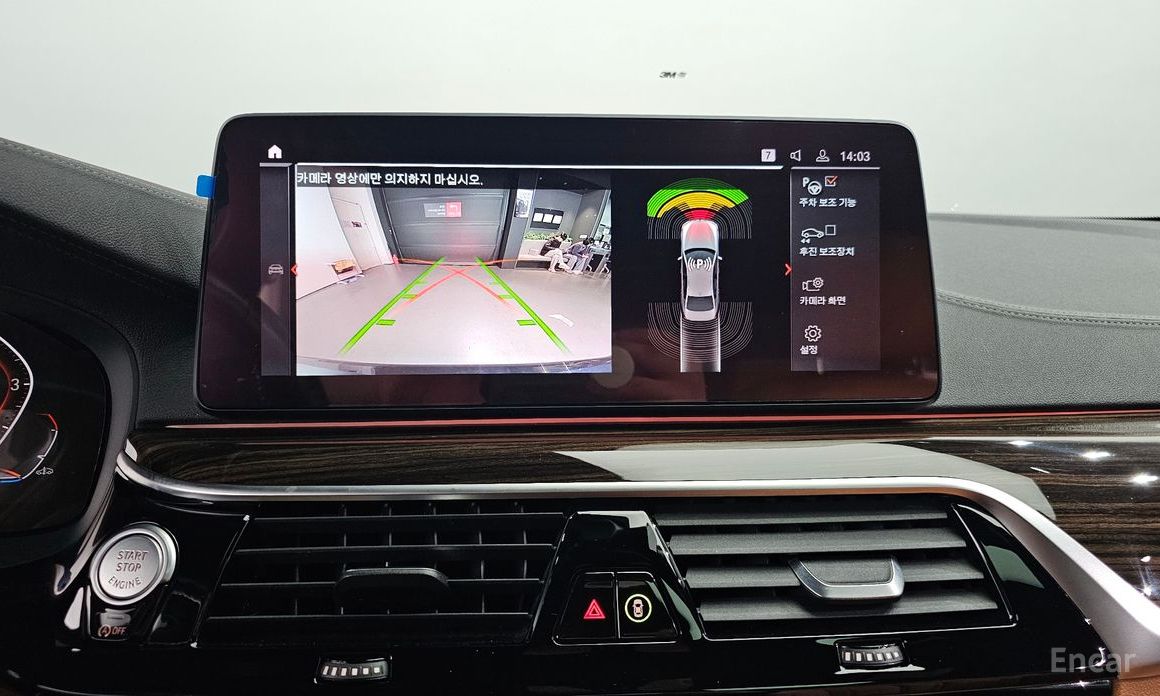 3M
7
14:03
카메라 영상에만 의지하지 마십시오.
P
주차 보조 기능
후진 보조장치
카메라 화면
설정
(P)
3
START
STOP
ENGINE
A OFF
Encar